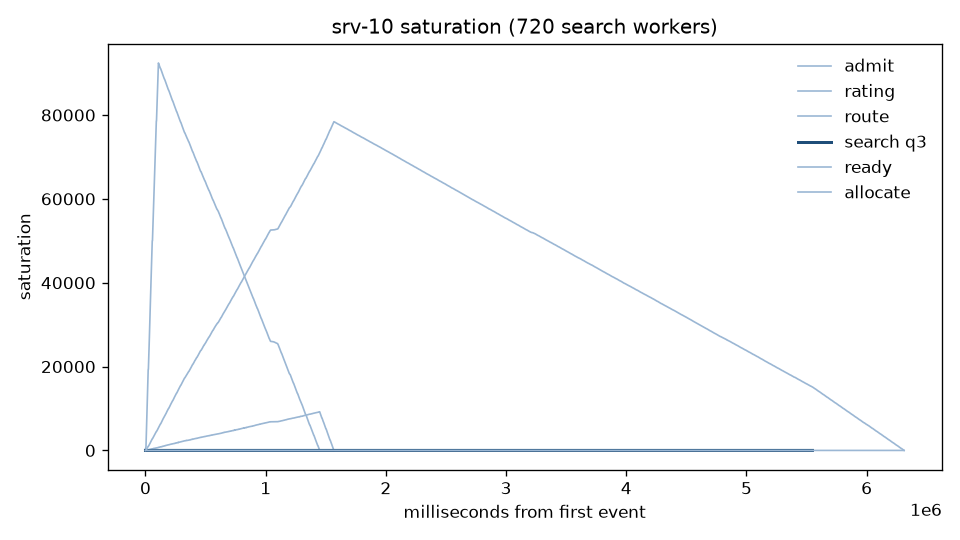 srv-10 saturation (720 search workers)
admit
rating
route
search q3
ready
allocate
saturation
80000
60000
40000
20000
0
0 1 2 3 4 5 6
1e6
milliseconds from first event